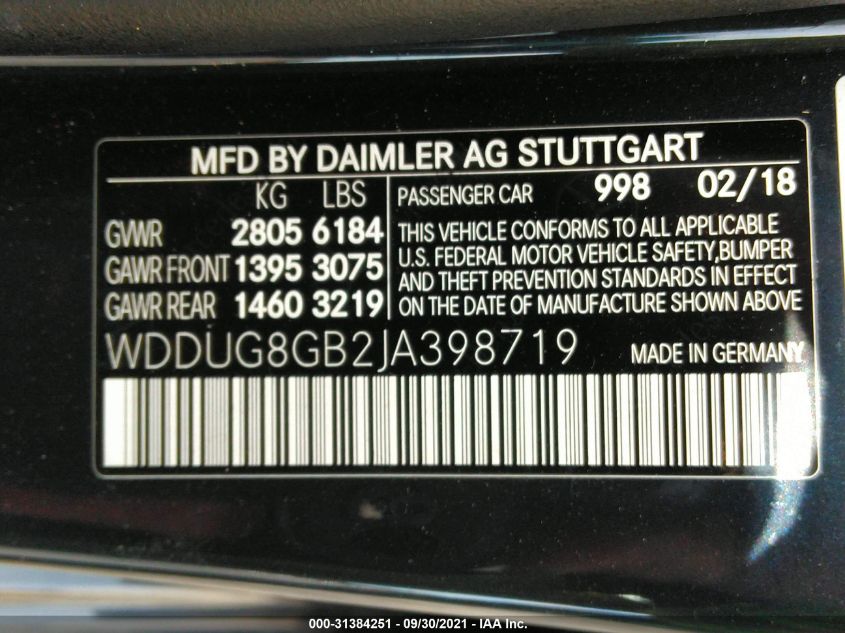 MFD BY DAIMLER AG STUTTGART
KG LBS
GVWR 2805 6184
GAWR FRONT 1395 3075
GAWR REAR 1460 3219
PASSENGER CAR 998 02/18
THIS VEHICLE CONFORMS TO ALL APPLICABLE
U.S. FEDERAL MOTOR VEHICLE SAFETY,BUMPER
AND THEFT PREVENTION STANDARDS IN EFFECT
ON THE DATE OF MANUFACTURE SHOWN ABOVE
WDDUG8GB2JA398719 MADE IN GERMANY
000-31384251 - 09/30/2021 - IAA Inc.